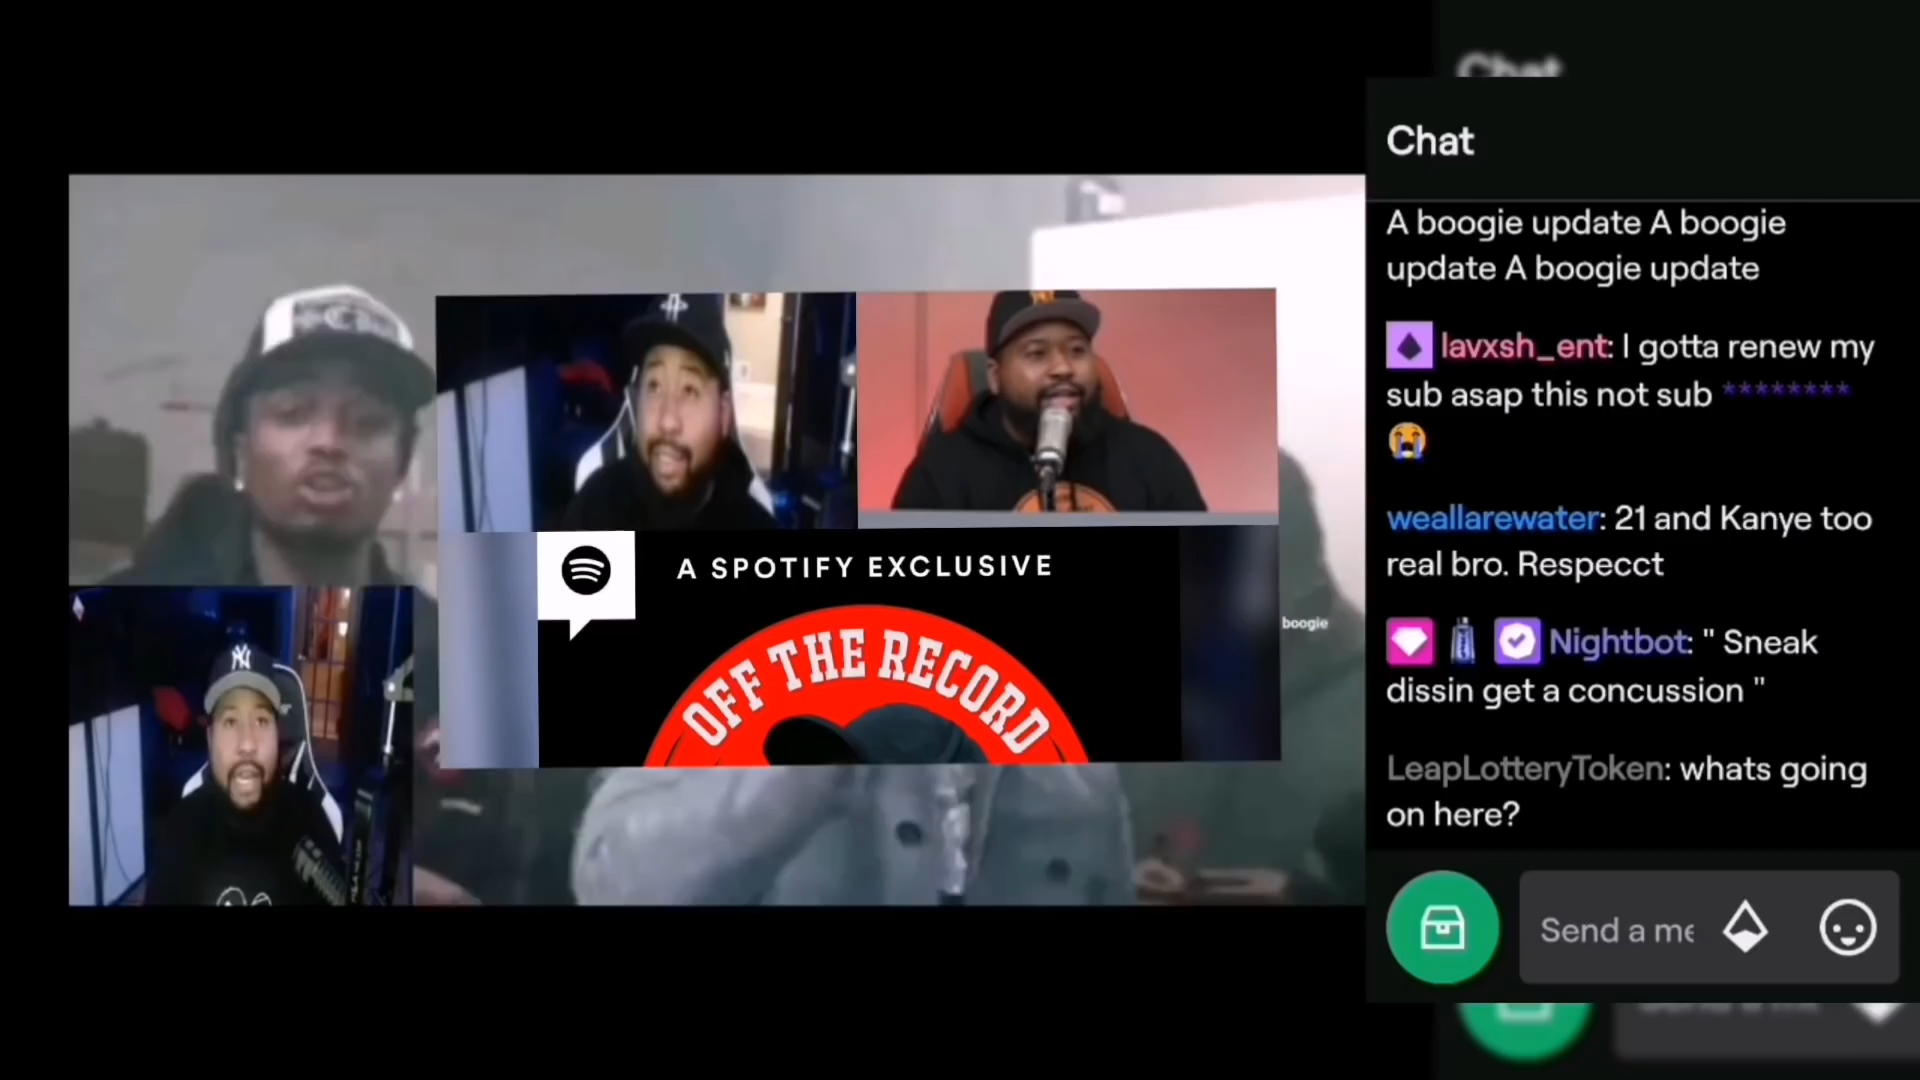 Chat
Chat
A boogie update A boogie
update A boogie update
lavxsh_ent: I gotta renew my
sub asap this not sub ********
😭
weallarewater: 21 and Kanye too
real bro. Respecct
Nightbot: " Sneak
dissin get a concussion "
LeapLotteryToken: whats going
on here?
Send a me
A SPOTIFY EXCLUSIVE
OFF THE RECORD
boogie
NY